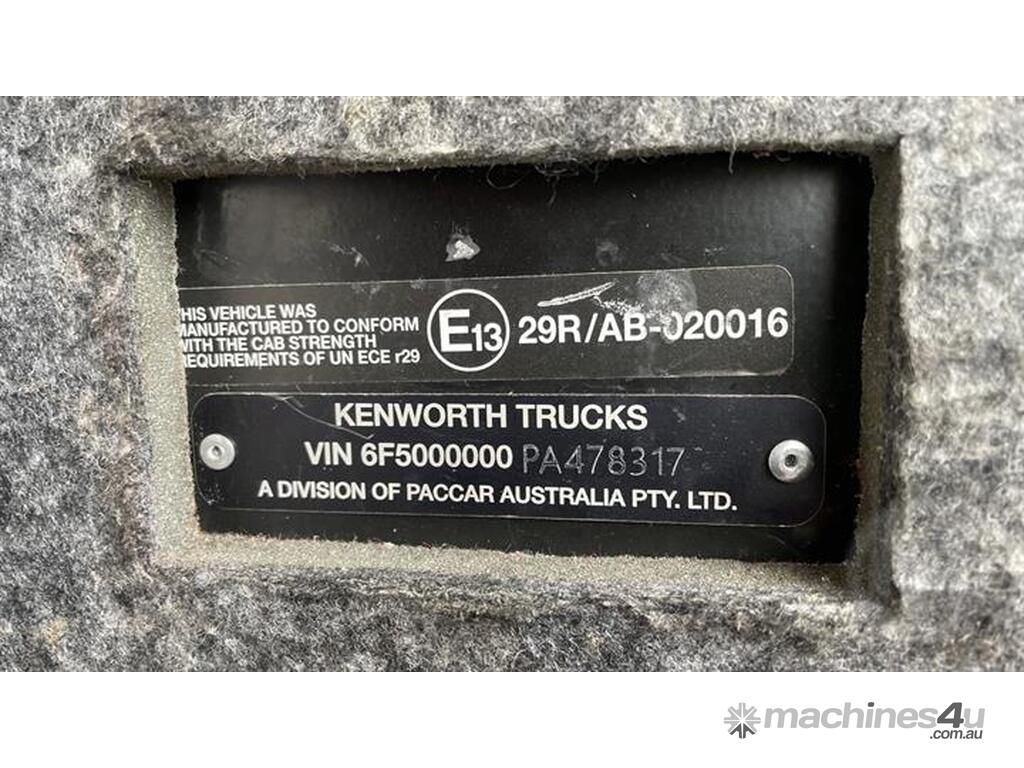 HIS VEHICLE WAS
MANUFACTURED TO CONFORM
WITH THE CAB STRENGTH
REQUIREMENTS OF UN ECE r29
E13 29R/AB-020016
KENWORTH TRUCKS
VIN 6F5000000 PA478317
A DIVISION OF PACCAR AUSTRALIA PTY. LTD.
machines4u
.com.au